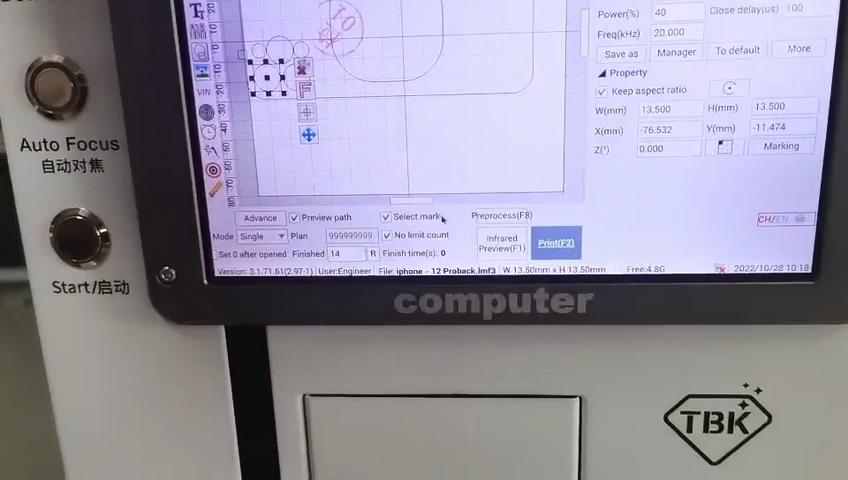 Power(%) 40 Close delay(us) 100
Freq(kHz) 20.000
Save as Manager To default More
Property
Keep aspect ratio
W(mm) 13.500 H(mm) 13.500
X(mm) -76.532 Y(mm) -11.474
Z(°) 0.000 Marking
VIN
F
10
Advance Preview path Select mark Preprocess(F8)
CH/EN
Mode Single Plan 999999999 No limit count Infrared Preview(F1) Print(F2)
Set 0 after opened Finished 14 R Finish time(s): 0
Version: 3.1.71.61(2.97-1) User:Engineer File: iphone - 12 Proback.lmf3 W 13.50mm x H 13.50mm Free:4.8G 2022/10/28 10:18
computer
Auto Focus
自动对焦
Start/启动
TBK